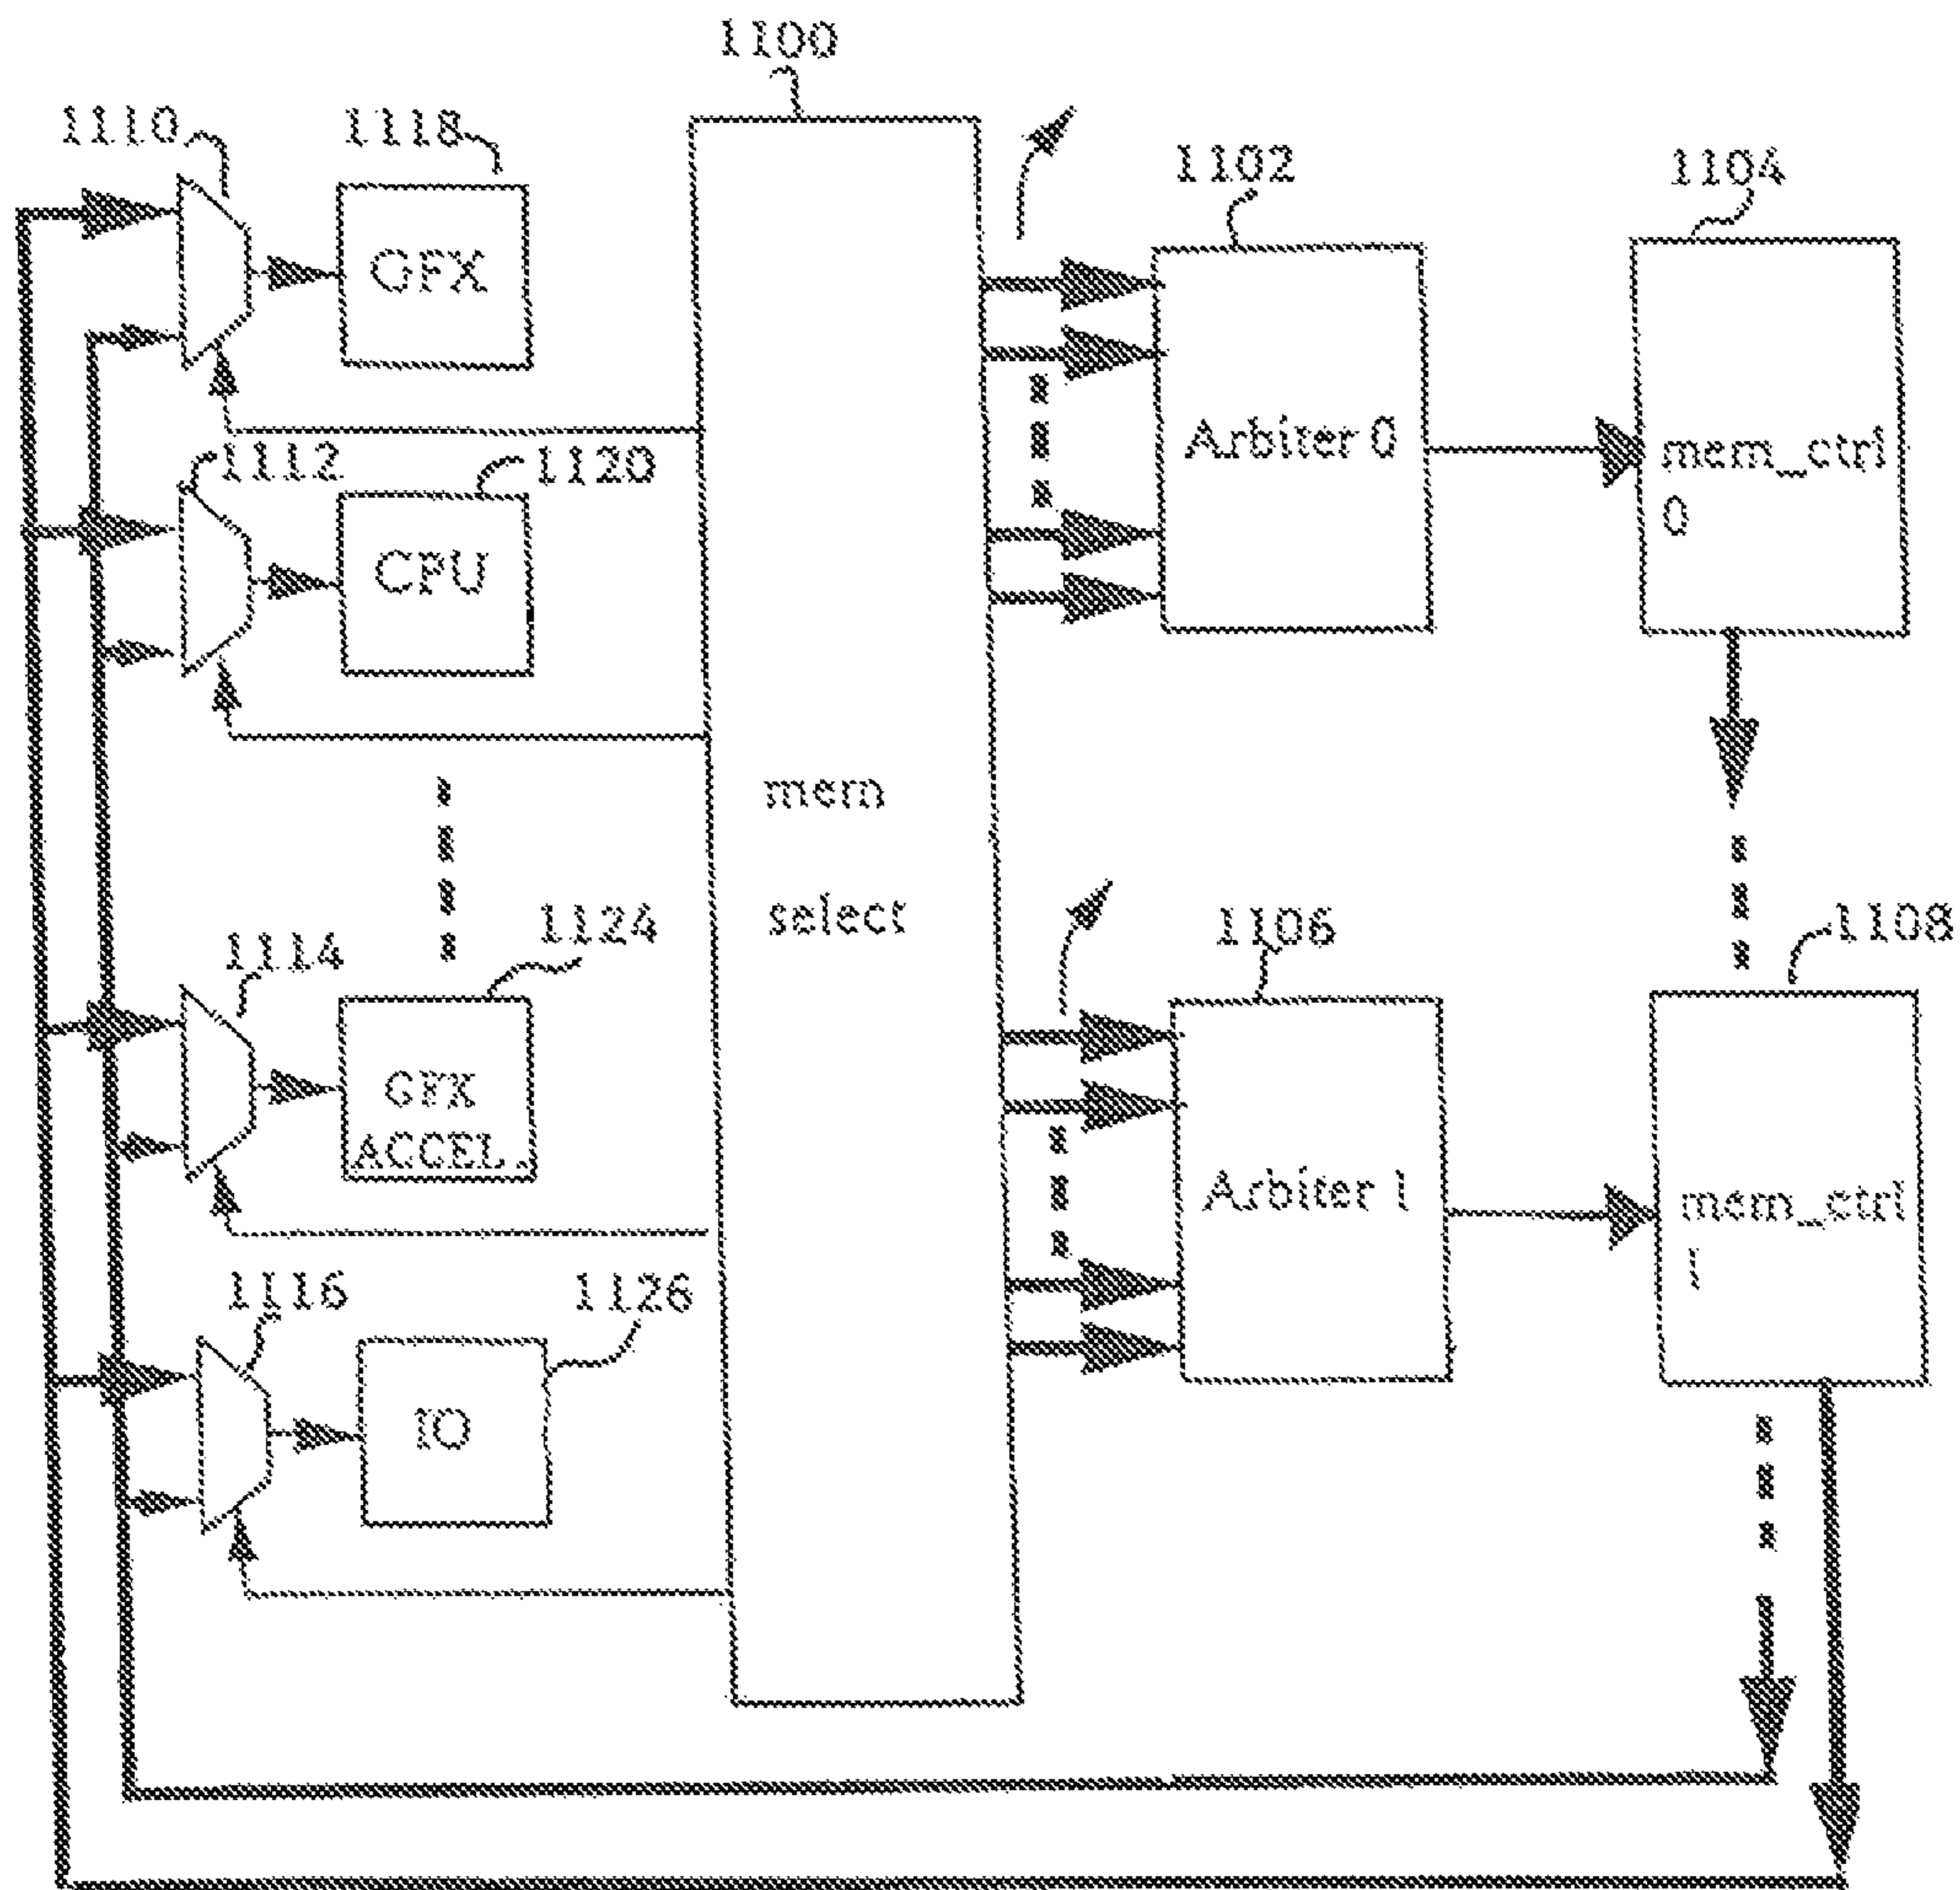 1100
1110
1118
1102
1104
GFX
Arbiter 0
mem_ctrl
0
1112
1120
CPU
mem
select
1114
1124
1106
1108
GFX
ACCEL.
Arbiter 1
mem_ctrl
1
1116
1126
IO